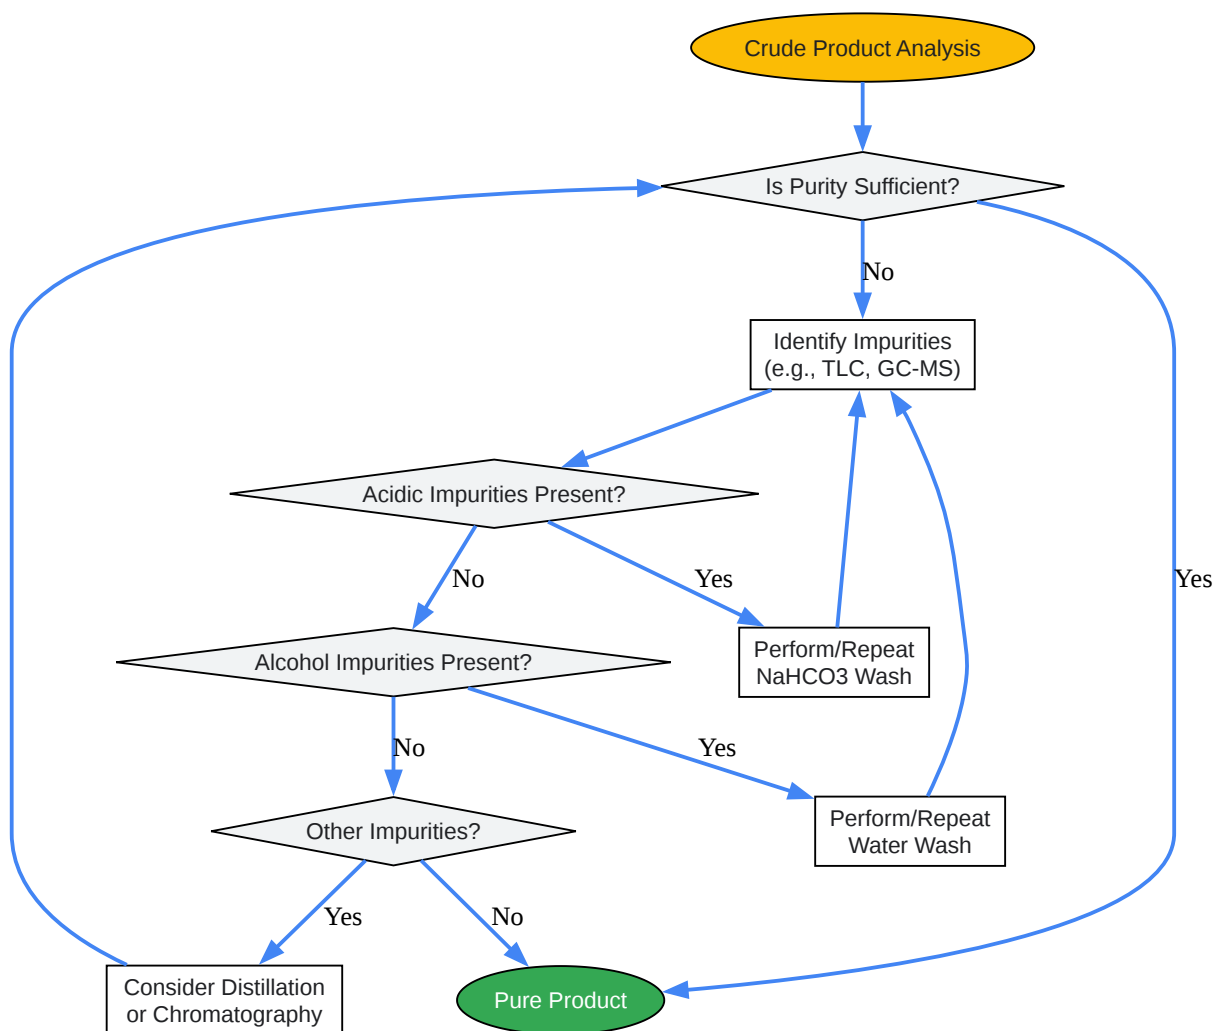 Crude Product Analysis
Is Purity Sufficient?
No
Identify Impurities
(e.g., TLC, GC-MS)
Acidic Impurities Present?
No
Yes
Yes
Perform/Repeat
NaHCO3 Wash
Alcohol Impurities Present?
No
Yes
Perform/Repeat
Water Wash
Other Impurities?
Yes
No
Consider Distillation
or Chromatography
Pure Product